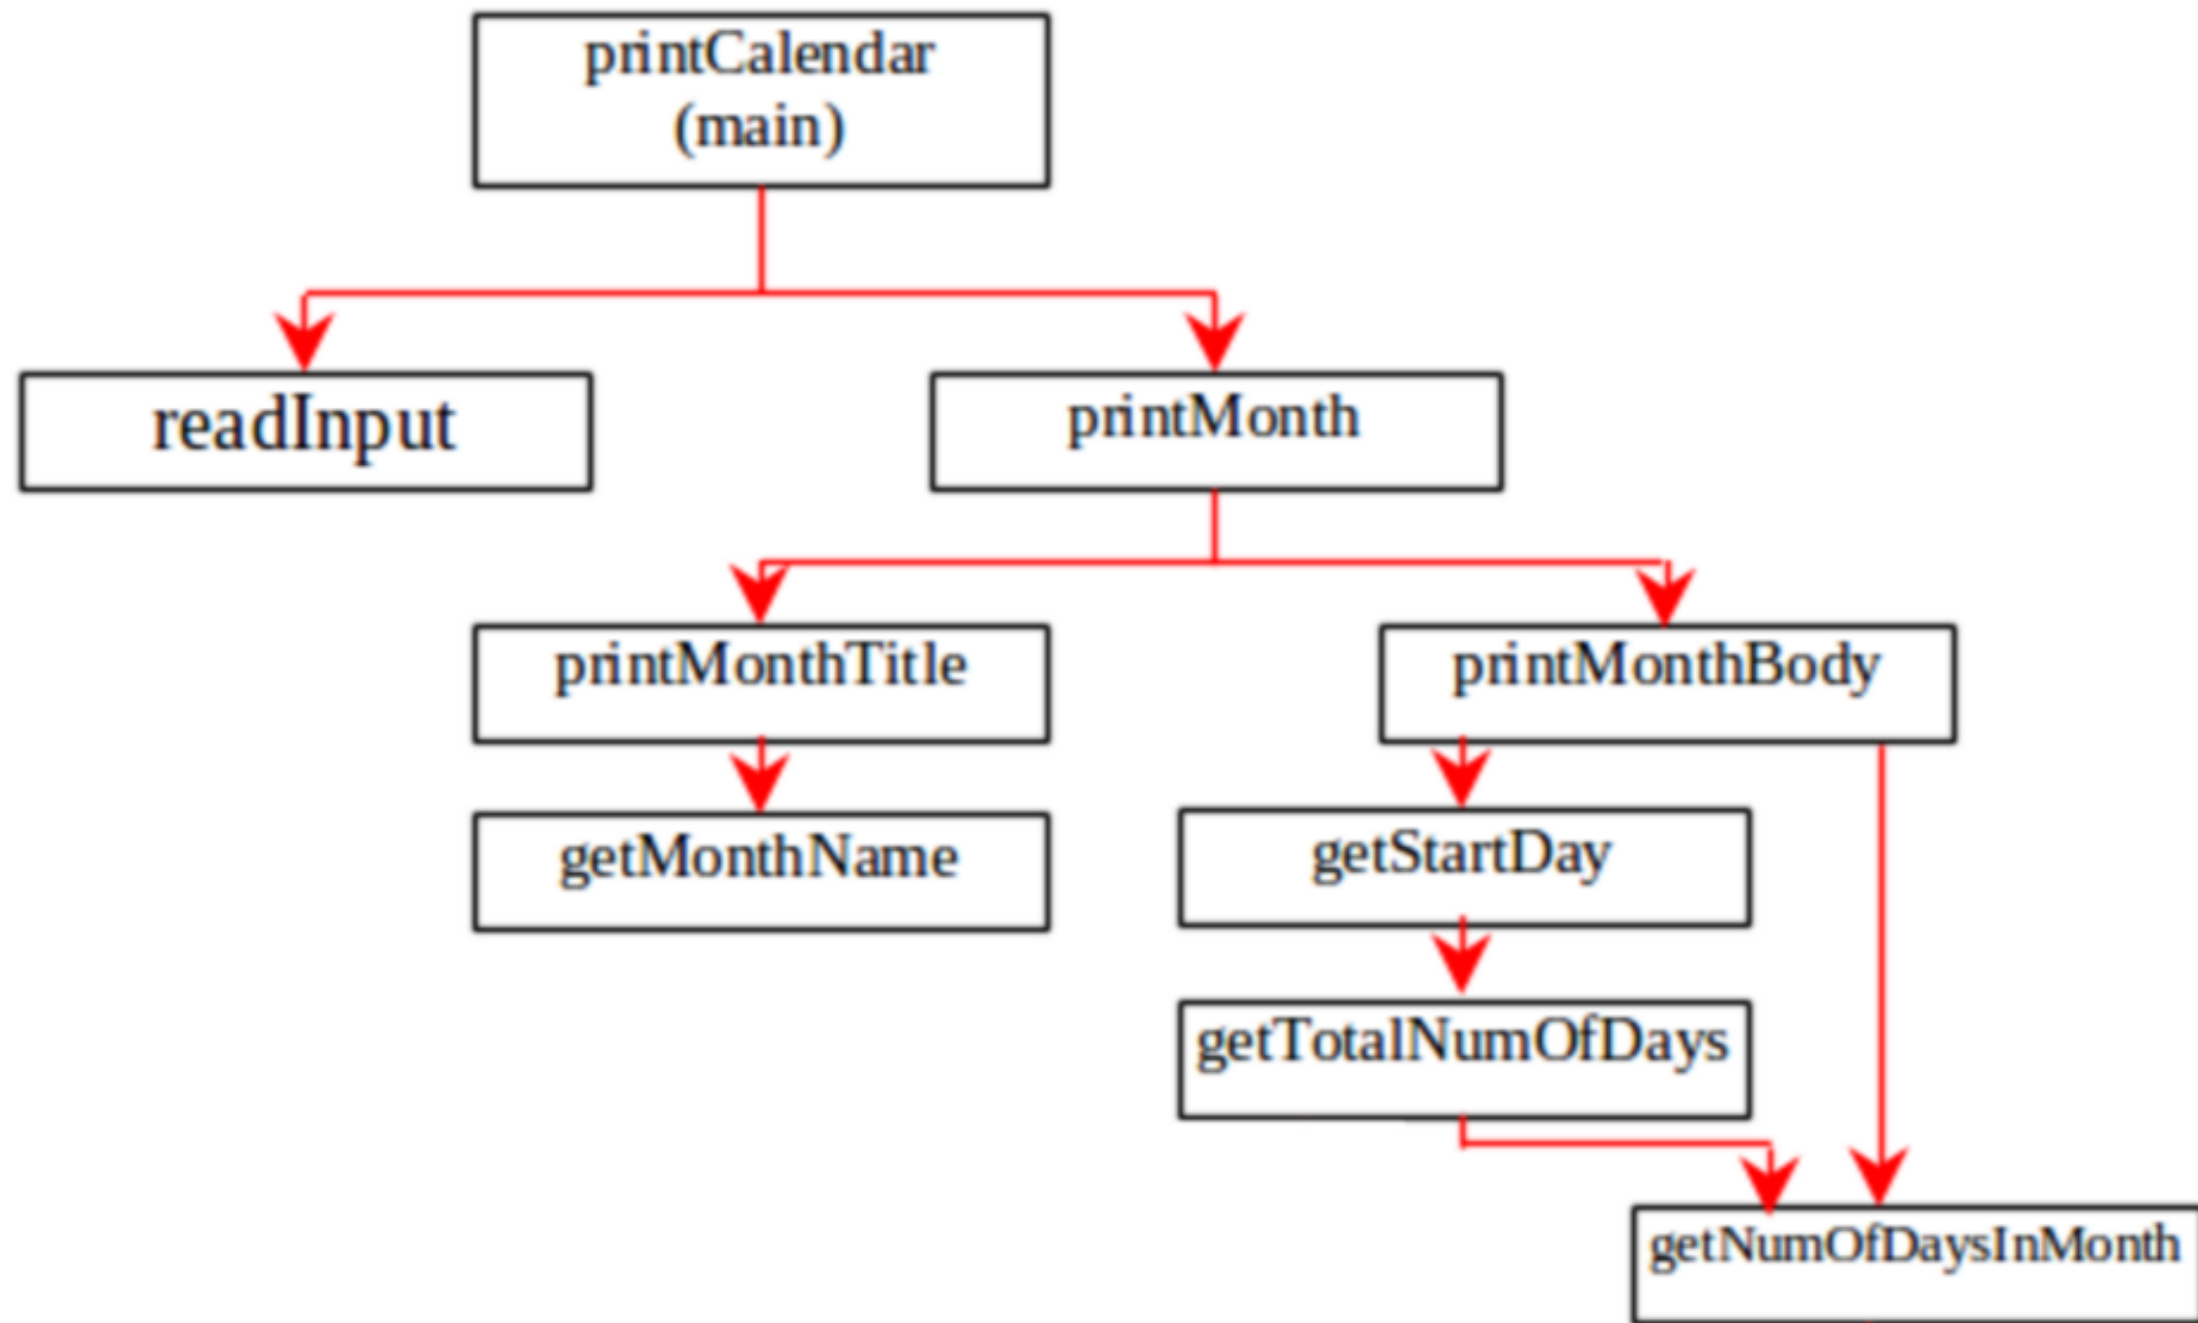 printCalendar
(main)
readInput
printMonth
printMonthTitle
printMonthBody
getMonthName
getStartDay
getTotalNumOfDays
getNumOfDaysInMonth